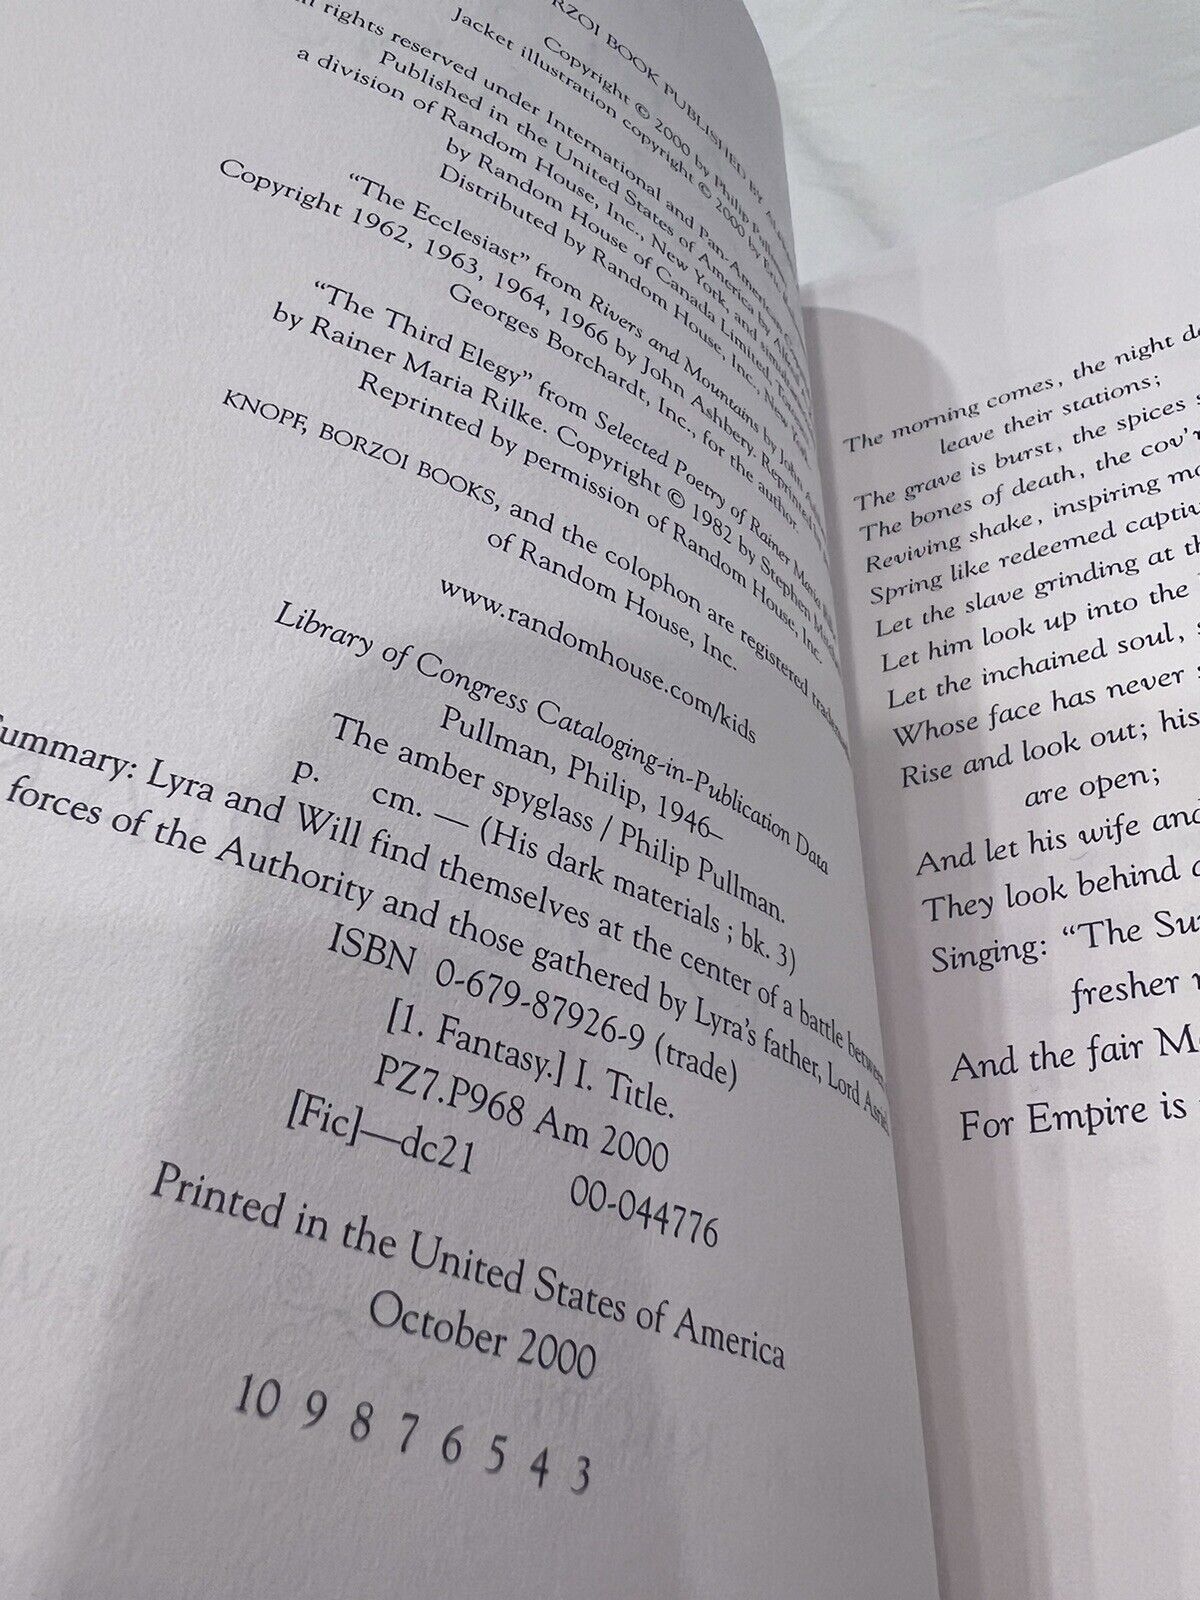 BORZOI BOOK PUBLISHED BY
Copyright © 2000 by Philip
Jacket illustration copyright © 2000 by Eric
rights reserved under International and Pan-American
Published in the United States of America by
a division of Random House, Inc., New York, and
by Random House of Canada Limited,
Distributed by Random House, Inc., New York.
"The Ecclesiast" from Rivers and Mountains by John
Copyright 1962, 1963, 1964, 1966 by John Ashbery. Reprinted
Georges Borchardt, Inc., for the author.
"The Third Elegy" from Selected Poetry of Rainer Maria
by Rainer Maria Rilke. Copyright © 1982 by Stephen
Reprinted by permission of Random House, Inc.
KNOPF, BORZOI BOOKS, and the colophon are registered
of Random House, Inc.
www.randomhouse.com/kids
Library of Congress Cataloging-in-Publication Data
Pullman, Philip, 1946–
The amber spyglass / Philip Pullman.
p. cm. — (His dark materials ; bk. 3)
Summary: Lyra and Will find themselves at the center of a battle between
forces of the Authority and those gathered by Lyra's father, Lord Asriel.
ISBN 0-679-87926-9 (trade)
[1. Fantasy.] I. Title.
PZ7.P968 Am 2000
[Fic]—dc21 00-044776
Printed in the United States of America
October 2000
10 9 8 7 6 5 4 3
The morning comes, the night
leave their stations;
The grave is burst, the spices
The bones of death, the cov'r
Reviving shake, inspiring
Spring like redeemed
Let the slave grinding at
Let him look up into the
Let the inchained soul,
Whose face has never
Rise and look out; his
are open;
And let his wife and
They look behind
Singing: "The
fresher
And the fair
For Empire is